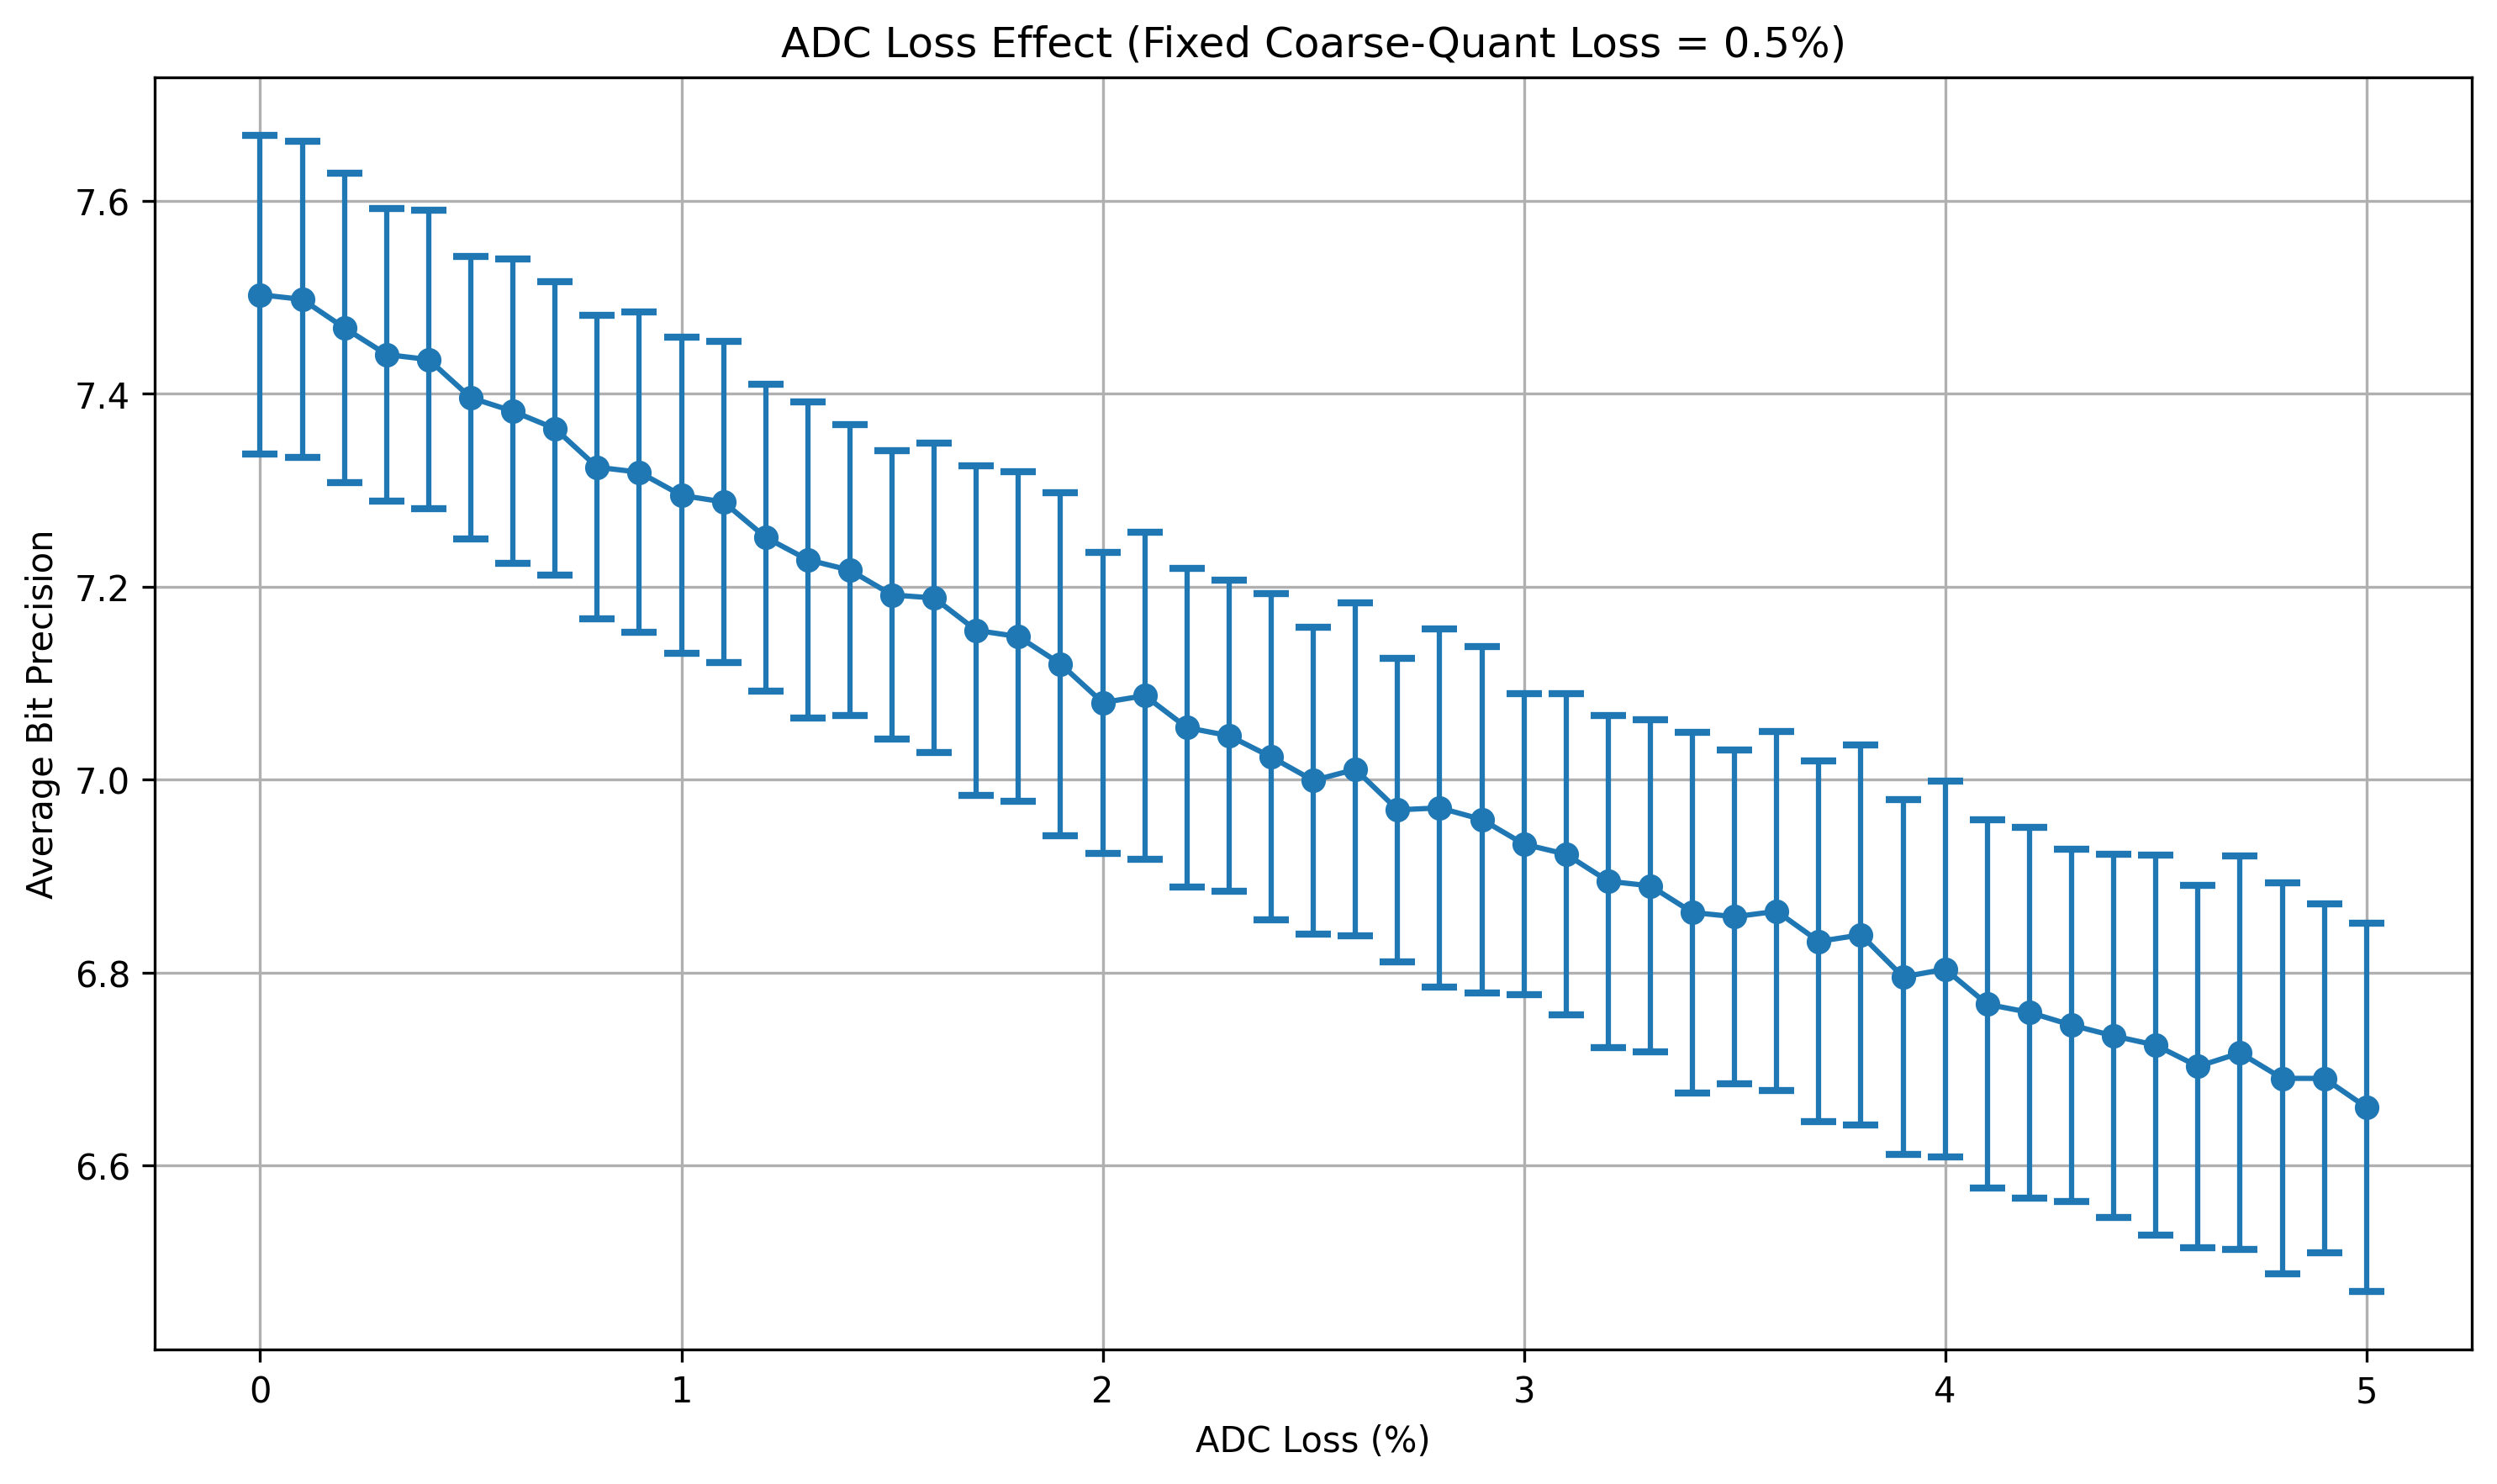 ADC Loss Effect (Fixed Coarse-Quant Loss = 0.5%)
Average Bit Precision
7.6
7.4
7.2
7.0
6.8
6.6
0 1 2 3 4 5
ADC Loss (%)